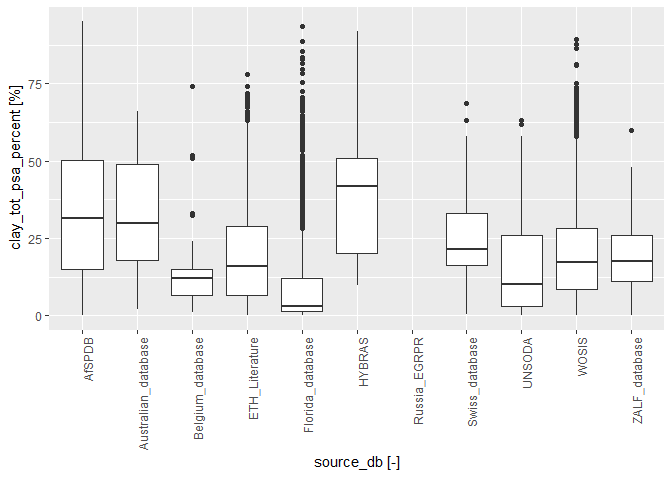 clay_tot_psa_percent [%]
75
50
25
0
AfSPDB
Australian_database
Belgium_database
ETH_Literature
Florida_database
HYBRAS
Russia_EGRPR
Swiss_database
UNSODA
WOSIS
ZALF_database
source_db [-]